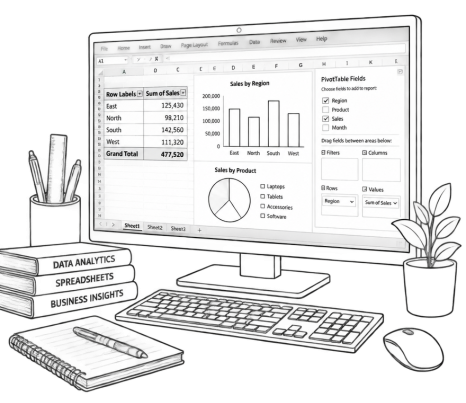 File Home Insert Draw Page Layout Formulas Data Review View Help
A1
A B C E F D E F G H I K L
Row Labels Sum of Sales
East 125,430
North 98,210
South 142,560
West 111,320
Grand Total 477,520
Sales by Region
200,000
150,000
100,000
50,000
0
East North South West
Sales by Product
Laptops
Tablets
Accessories
Software
PivotTable Fields
Choose fields to add to report:
Region
Product
Sales
Month
Drag fields between areas below:
Filters Columns
Rows Values
Region Sum of Sales
Sheet1 Sheet2 Sheet3 +
DATA ANALYTICS
SPREADSHEETS
BUSINESS INSIGHTS